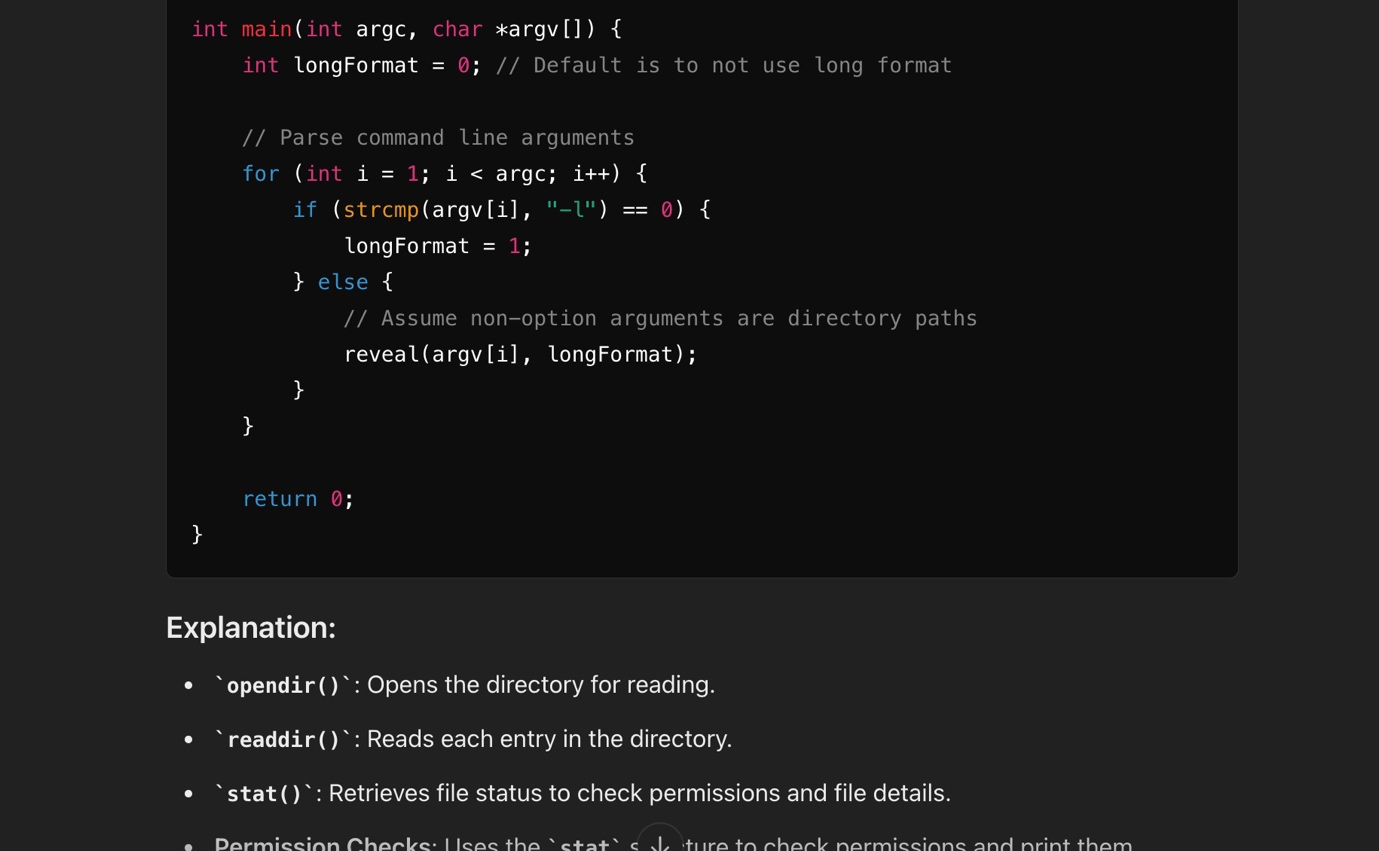 int main(int argc, char *argv[]) {
    int longFormat = 0; // Default is to not use long format
    // Parse command line arguments
    for (int i = 1; i < argc; i++) {
        if (strcmp(argv[i], "-l") == 0) {
            longFormat = 1;
        } else {
            // Assume non-option arguments are directory paths
            reveal(argv[i], longFormat);
        }
    }
    return 0;
}
Explanation:
• `opendir()`: Opens the directory for reading.
• `readdir()`: Reads each entry in the directory.
• `stat()`: Retrieves file status to check permissions and file details.
• Permission Checks: Uses the `stat` to check permissions and print them